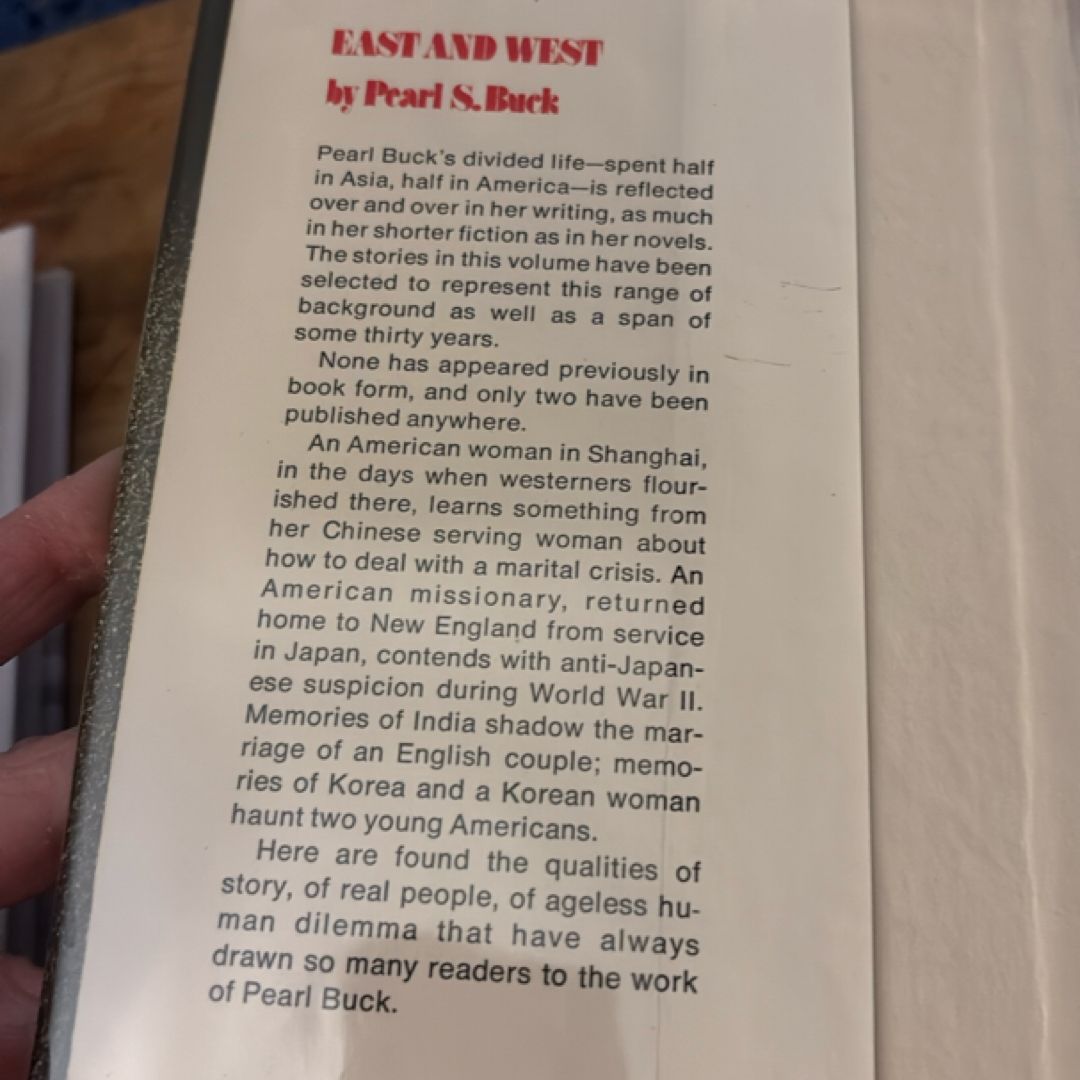 EAST AND WEST
by Pearl S. Buck
Pearl Buck's divided life—spent half
in Asia, half in America—is reflected
over and over in her writing, as much
in her shorter fiction as in her novels.
The stories in this volume have been
selected to represent this range of
background as well as a span of
some thirty years.
None has appeared previously in
book form, and only two have been
published anywhere.
An American woman in Shanghai,
in the days when westerners flour-
ished there, learns something from
her Chinese serving woman about
how to deal with a marital crisis. An
American missionary, returned
home to New England from service
in Japan, contends with anti-Japan-
ese suspicion during World War II.
Memories of India shadow the mar-
riage of an English couple; memo-
ries of Korea and a Korean woman
haunt two young Americans.
Here are found the qualities of
story, of real people, of ageless hu-
man dilemma that have always
drawn so many readers to the work
of Pearl Buck.